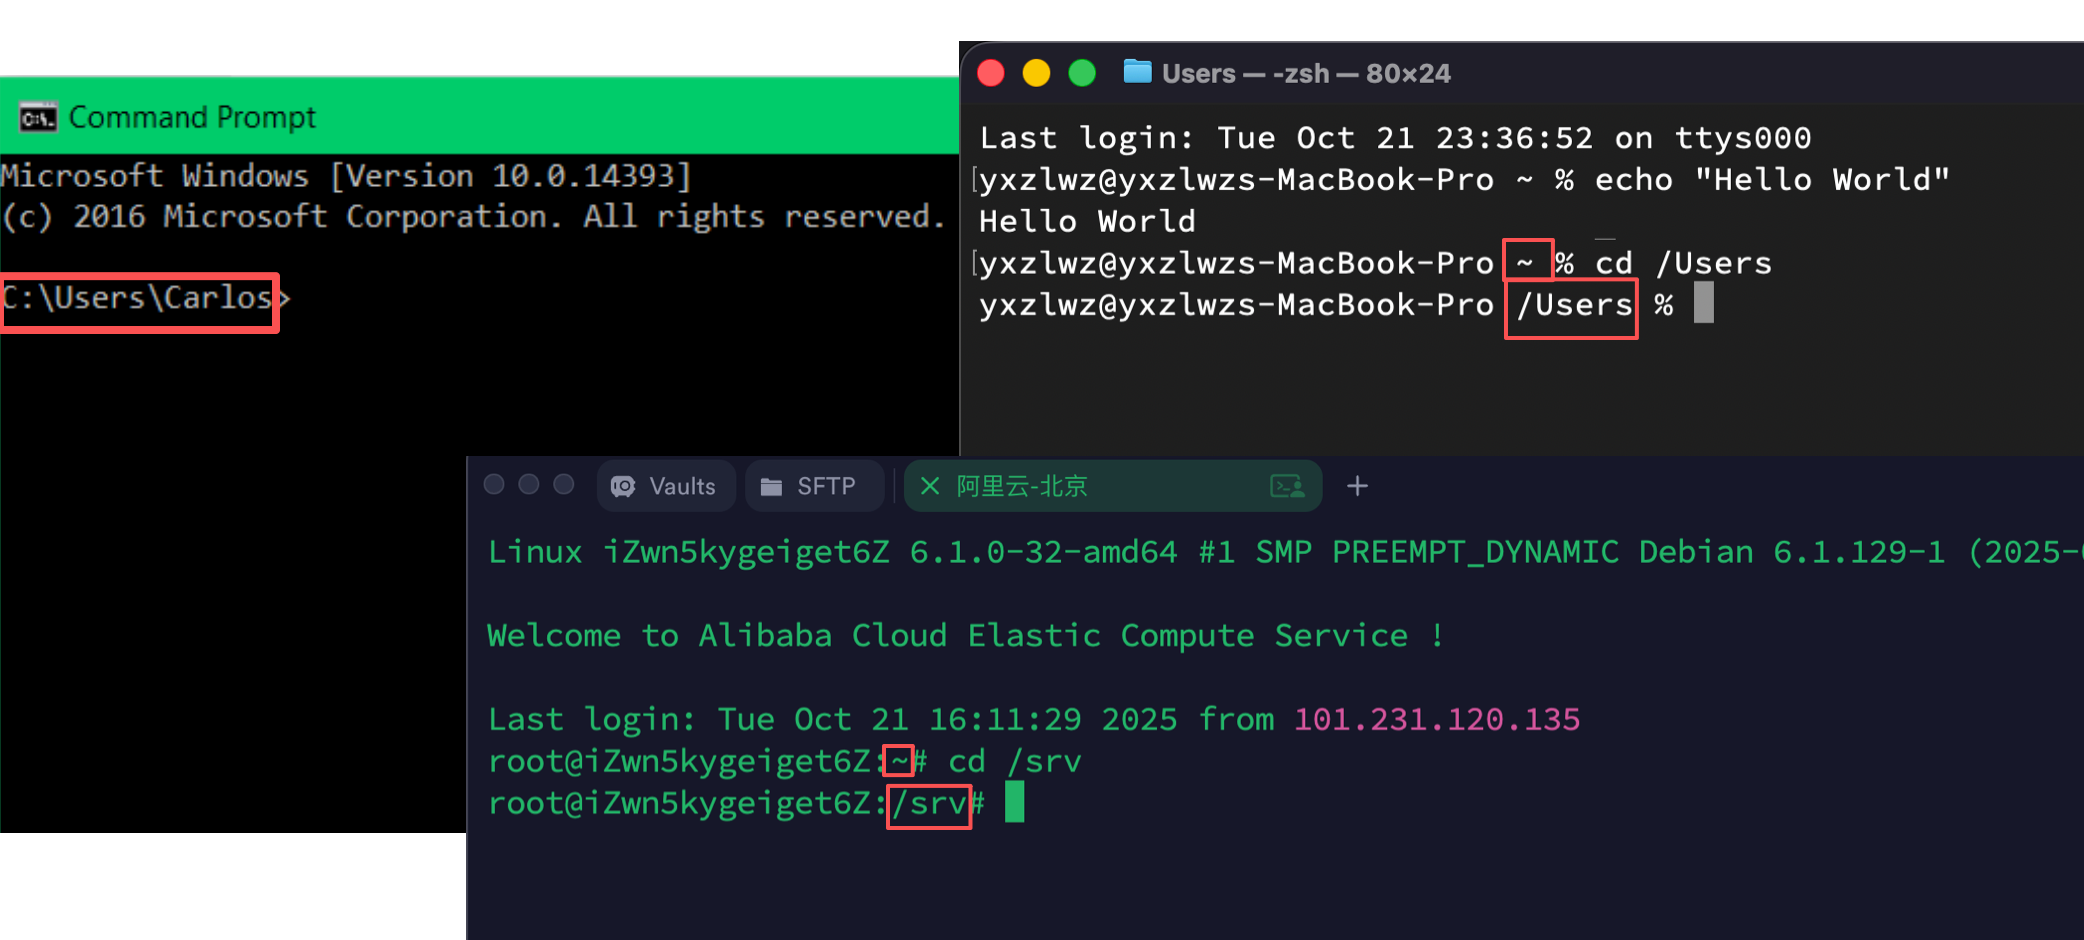 Command Prompt
Microsoft Windows [Version 10.0.14393]
(c) 2016 Microsoft Corporation. All rights reserved.
C:\Users\Carlos>
Users — -zsh — 80×24
Last login: Tue Oct 21 23:36:52 on ttys000
[yxzlwz@yxzlwzs-MacBook-Pro ~ % echo "Hello World"
Hello World
[yxzlwz@yxzlwzs-MacBook-Pro ~ % cd /Users
yxzlwz@yxzlwzs-MacBook-Pro /Users %
Vaults SFTP 阿里云-北京
Linux iZwn5kygeiget6Z 6.1.0-32-amd64 #1 SMP PREEMPT_DYNAMIC Debian 6.1.129-1 (2025-
Welcome to Alibaba Cloud Elastic Compute Service !
Last login: Tue Oct 21 16:11:29 2025 from 101.231.120.135
root@iZwn5kygeiget6Z:~# cd /srv
root@iZwn5kygeiget6Z:/srv#